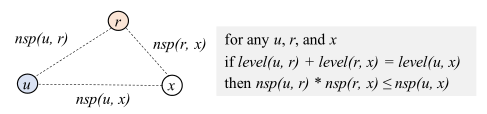 r
nsp(u, r)
nsp(r, x)
u
x
nsp(u, x)
for any u, r, and x
if level(u, r) + level(r, x) = level(u, x)
then nsp(u, r) * nsp(r, x) ≤ nsp(u, x)